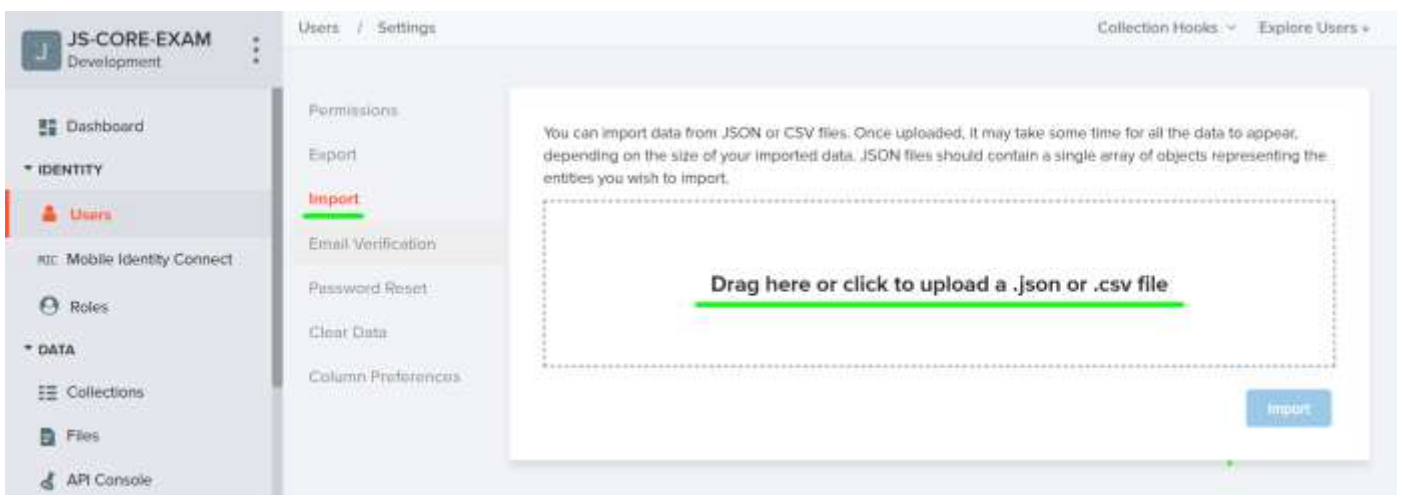 J
JS-CORE-EXAM
Development
Users / Settings
Collection Hooks
Explore Users
Dashboard
IDENTITY
Users
MIC Mobile Identity Connect
Roles
DATA
Collections
Files
API Console
Permissions
Export
Import
Email Verification
Password Reset
Clear Data
Column Preferences
You can import data from JSON or CSV files. Once uploaded, it may take some time for all the data to appear,
depending on the size of your imported data. JSON files should contain a single array of objects representing the
entities you wish to import.
Drag here or click to upload a .json or .csv file
Import